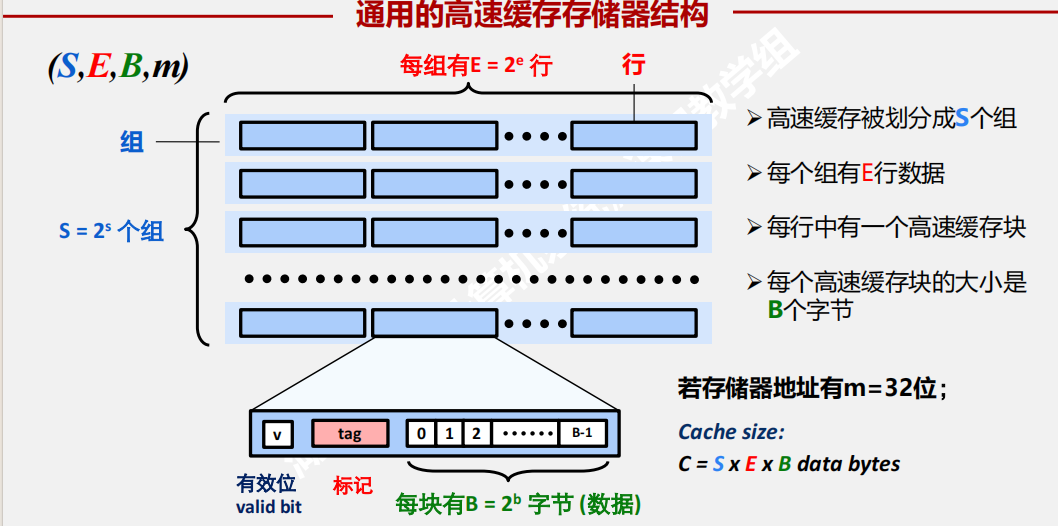 通用的高速缓存存储器结构
(S,E,B,m)
每组有E = 2^e 行
行
组
S = 2^s 个组
v
tag
0
1
2
······
B-1
有效位
valid bit
标记
每块有B = 2^b 字节 (数据)
➢高速缓存被划分成S个组
➢每个组有E行数据
➢每行中有一个高速缓存块
➢每个高速缓存块的大小是
B个字节
若存储器地址有m=32位；
Cache size:
C = S x E x B data bytes